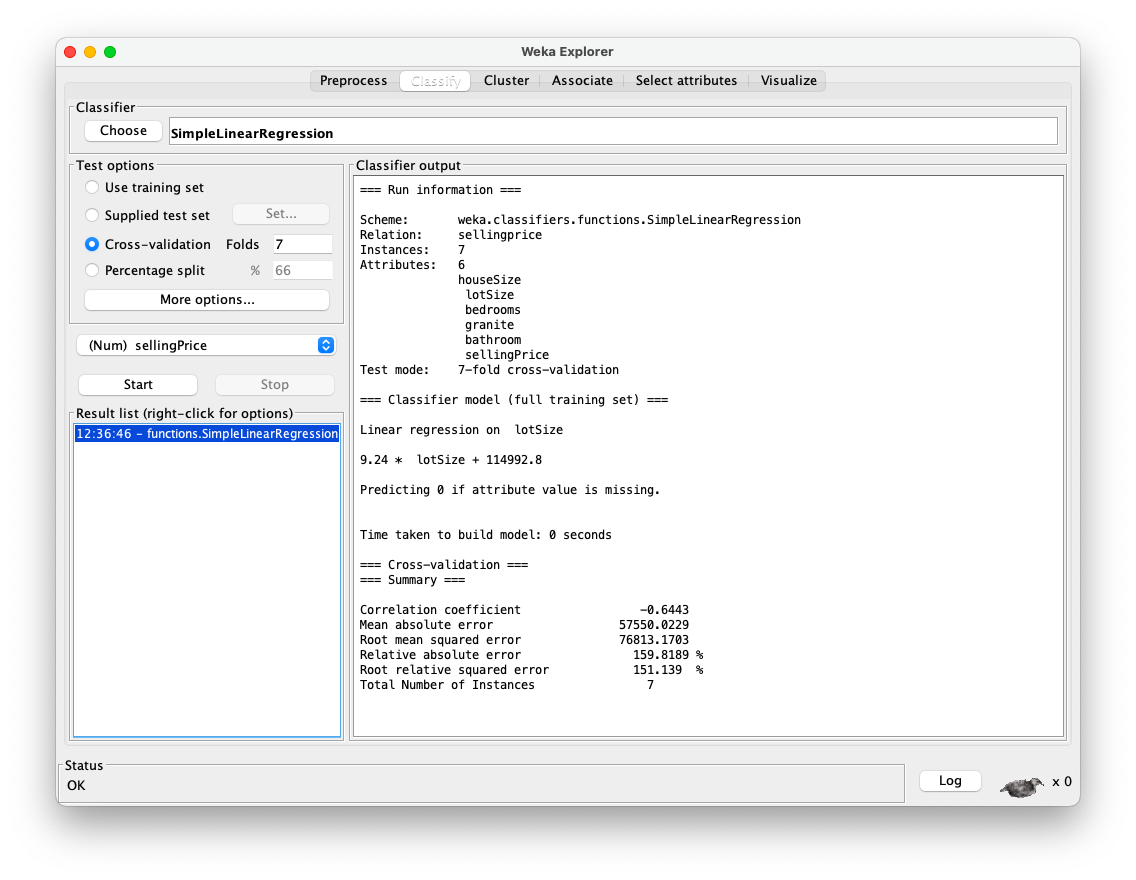 Weka Explorer
Preprocess Classify Cluster Associate Select attributes Visualize
Classifier
Choose SimpleLinearRegression
Test options
Use training set
Supplied test set Set...
Cross-validation Folds 7
Percentage split % 66
More options...
(Num) sellingPrice
Start Stop
Result list (right-click for options)
12:36:46 - functions.SimpleLinearRegression
Classifier output
=== Run information ===
Scheme: weka.classifiers.functions.SimpleLinearRegression
Relation: sellingprice
Instances: 7
Attributes: 6
houseSize
lotSize
bedrooms
granite
bathroom
sellingPrice
Test mode: 7-fold cross-validation
=== Classifier model (full training set) ===
Linear regression on lotSize
9.24 * lotSize + 114992.8
Predicting 0 if attribute value is missing.
Time taken to build model: 0 seconds
=== Cross-validation ===
=== Summary ===
Correlation coefficient -0.6443
Mean absolute error 57550.0229
Root mean squared error 76813.1703
Relative absolute error 159.8189 %
Root relative squared error 151.139 %
Total Number of Instances 7
Status
OK
Log x 0